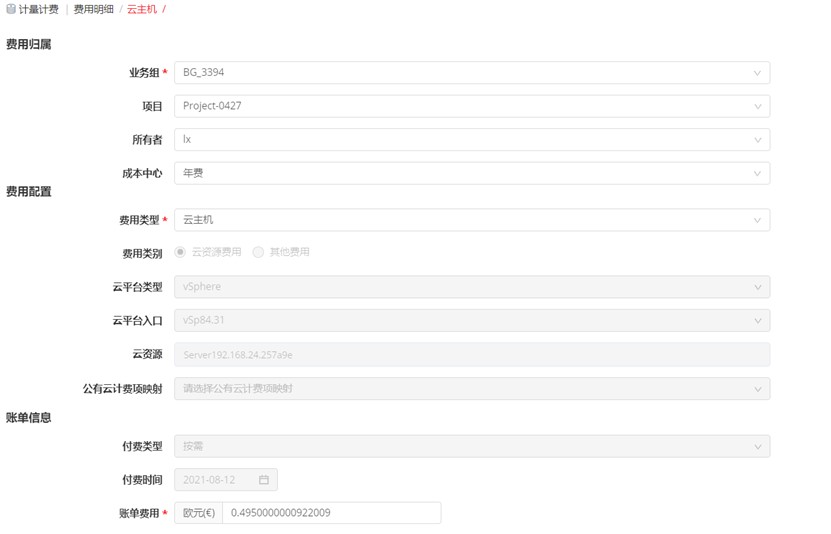 计量计费 | 费用明细 / 云主机 /
费用归属
业务组 * BG_3394
项目 Project-0427
所有者 lx
成本中心 年费
费用配置
费用类型 * 云主机
费用类别 云资源费用 其他费用
云平台类型 vSphere
云平台入口 vSp84.31
云资源 Server192.168.24.257a9e
公有云计费项映射 请选择公有云计费项映射
账单信息
付费类型 按需
付费时间 2021-08-12
账单费用 * 欧元(€) 0.4950000000922009